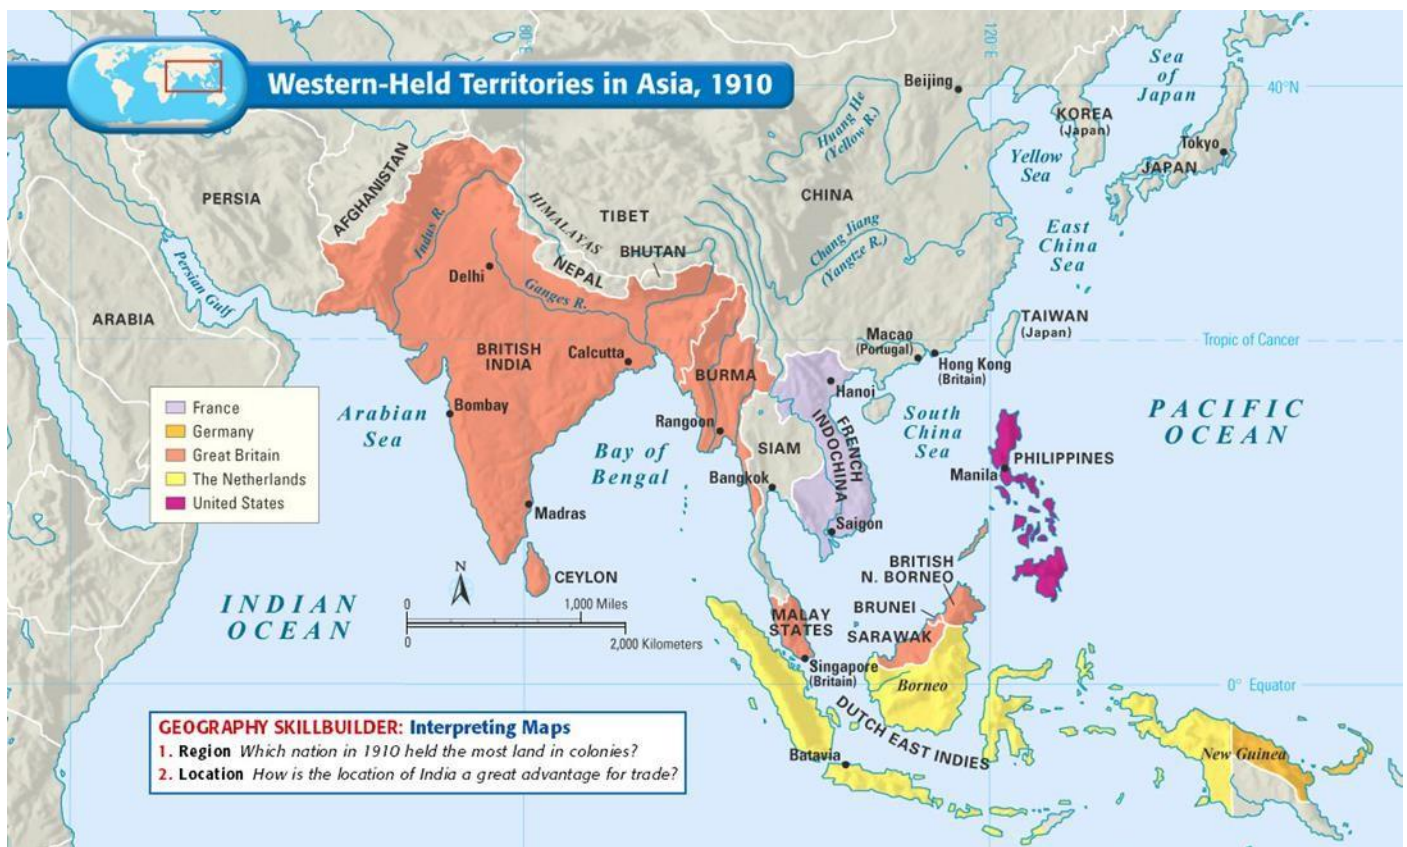 Western-Held Territories in Asia, 1910
80°E
120°E
40°N
Sea
of
Japan
Beijing
KOREA
(Japan)
Huang He
(Yellow R.)
Tokyo
JAPAN
Yellow
Sea
AFGHANISTAN
PERSIA
CHINA
TIBET
HIMALAYAS
Indus R.
BHUTAN
NEPAL
Chang Jiang
(Yangtze R.)
East
China
Sea
Delhi
Ganges R.
Persian Gulf
ARABIA
TAIWAN
(Japan)
Macao
(Portugal)
Tropic of Cancer
BRITISH
INDIA
Calcutta
Hong Kong
(Britain)
BURMA
Hanoi
France
Germany
Great Britain
The Netherlands
United States
Arabian
Sea
Bombay
Rangoon
Bay of
Bengal
SIAM
FRENCH
INDOCHINA
South
China
Sea
PACIFIC
OCEAN
PHILIPPINES
Manila
Bangkok
Madras
Saigon
N
CEYLON
BRITISH
N. BORNEO
INDIAN
OCEAN
0
1,000 Miles
0
2,000 Kilometers
MALAY
STATES
BRUNEI
SARAWAK
Singapore
(Britain)
Borneo
0° Equator
DUTCH EAST INDIES
Batavia
New Guinea
GEOGRAPHY SKILLBUILDER: Interpreting Maps
1. Region Which nation in 1910 held the most land in colonies?
2. Location How is the location of India a great advantage for trade?